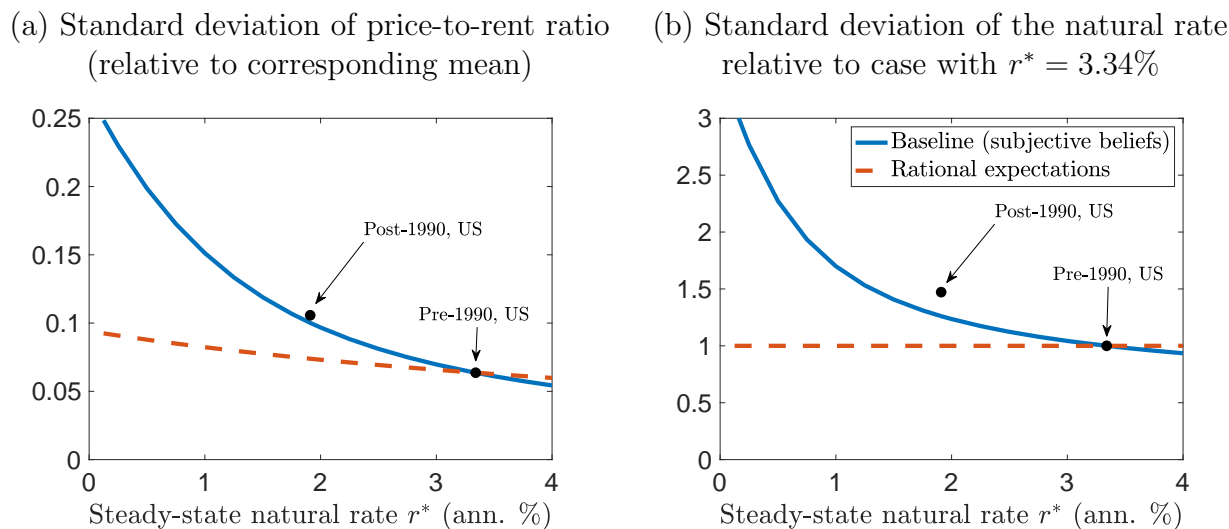 (a) Standard deviation of price-to-rent ratio
(relative to corresponding mean)
0.25
0.2
0.15
0.1
0.05
0
Post-1990, US
Pre-1990, US
0 1 2 3 4
Steady-state natural rate r* (ann. %)
(b) Standard deviation of the natural rate
relative to case with r* = 3.34%
3
2.5
2
1.5
1
0.5
0
Baseline (subjective beliefs)
Rational expectations
Post-1990, US
Pre-1990, US
0 1 2 3 4
Steady-state natural rate r* (ann. %)